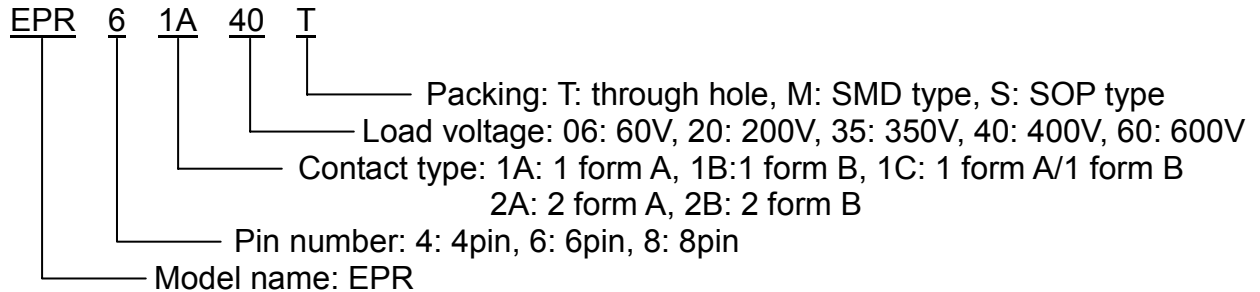 EPR 6 1A 40 T
Packing: T: through hole, M: SMD type, S: SOP type
Load voltage: 06: 60V, 20: 200V, 35: 350V, 40: 400V, 60: 600V
Contact type: 1A: 1 form A, 1B:1 form B, 1C: 1 form A/1 form B
2A: 2 form A, 2B: 2 form B
Pin number: 4: 4pin, 6: 6pin, 8: 8pin
Model name: EPR